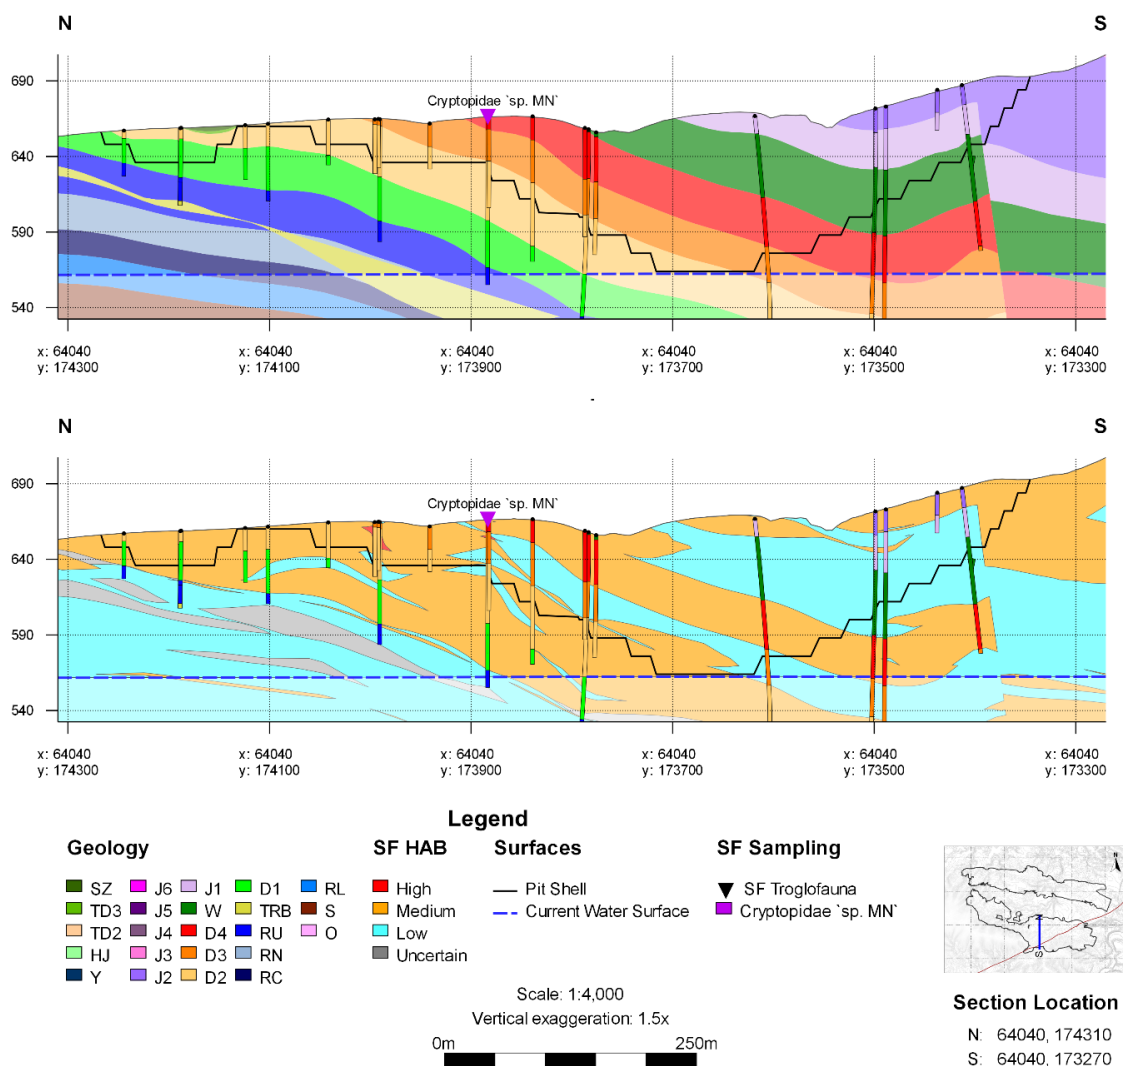 N S
690
640
590
540
Cryptopidae `sp. MN`
x: 64040 x: 64040 x: 64040 x: 64040 x: 64040 x: 64040
y: 174300 y: 174100 y: 173900 y: 173700 y: 173500 y: 173300
N S
690
640
590
540
Cryptopidae `sp. MN`
x: 64040 x: 64040 x: 64040 x: 64040 x: 64040 x: 64040
y: 174300 y: 174100 y: 173900 y: 173700 y: 173500 y: 173300
Legend
Geology SF HAB Surfaces SF Sampling
SZ J6 J1 D1 RL High Pit Shell SF Troglofauna
TD3 J5 W TRB S Medium Current Water Surface Cryptopidae `sp. MN`
TD2 J4 D4 RU O Low
HJ J3 D3 RN Uncertain
Y J2 D2 RC
Scale: 1:4,000
Vertical exaggeration: 1.5x
0m 250m
N
N
S
Section Location
N: 64040, 174310
S: 64040, 173270